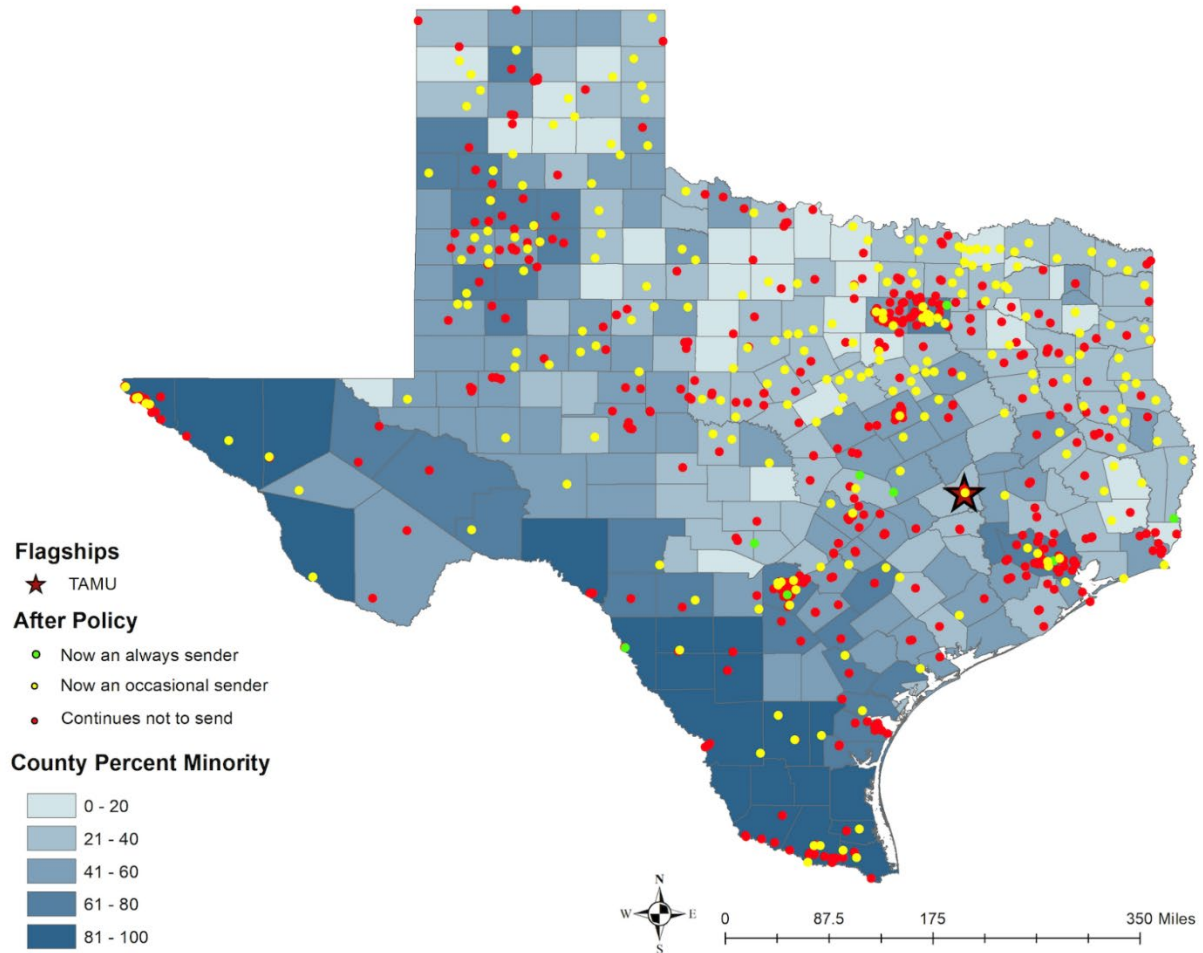 Flagships
TAMU
After Policy
Now an always sender
Now an occasional sender
Continues not to send
County Percent Minority
0 - 20
21 - 40
41 - 60
61 - 80
81 - 100
N
W E
S
0 87.5 175 350 Miles